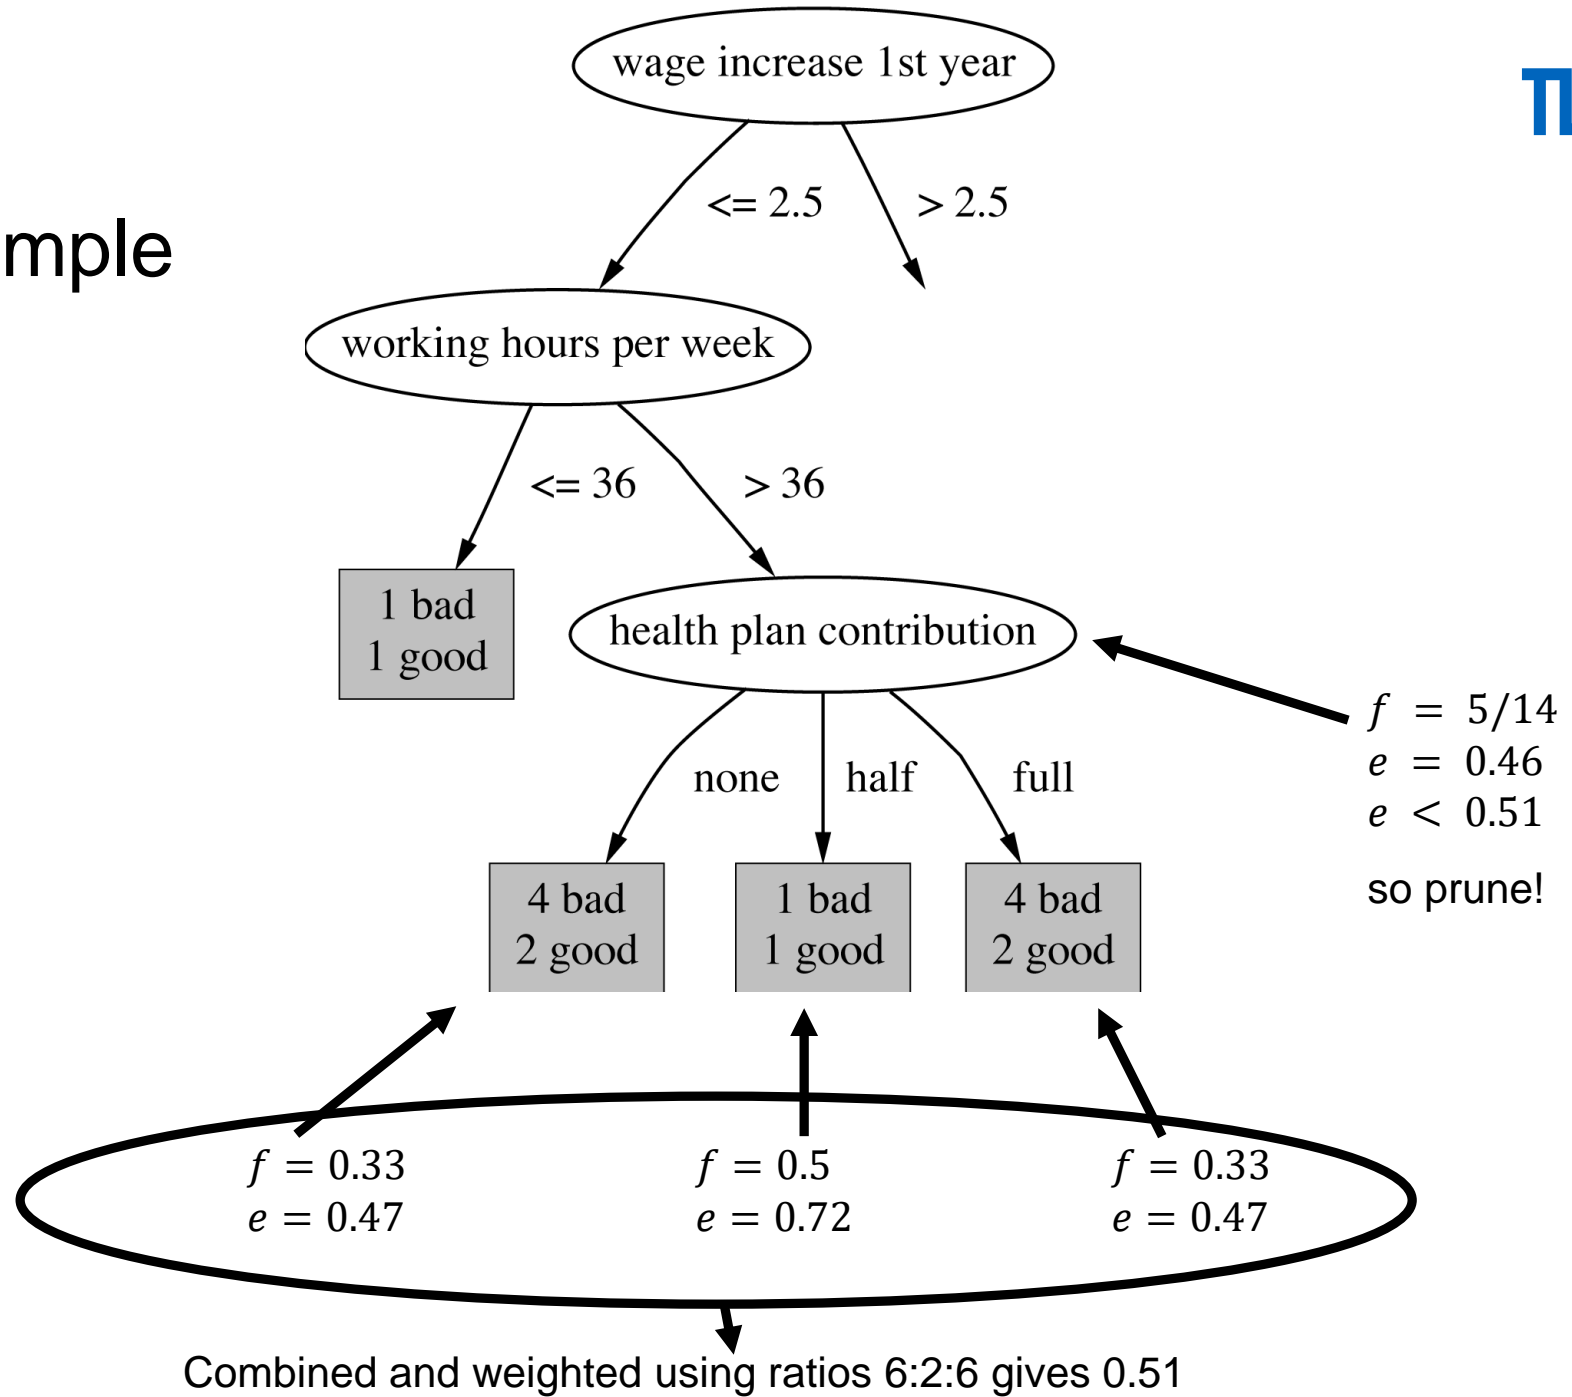 wage increase 1st year
<= 2.5
> 2.5
mple
working hours per week
<= 36
> 36
1 bad
1 good
health plan contribution
f = 5/14
e = 0.46
e < 0.51
so prune!
none
half
full
4 bad
2 good
1 bad
1 good
4 bad
2 good
f = 0.33
e = 0.47
f = 0.5
e = 0.72
f = 0.33
e = 0.47
Combined and weighted using ratios 6:2:6 gives 0.51